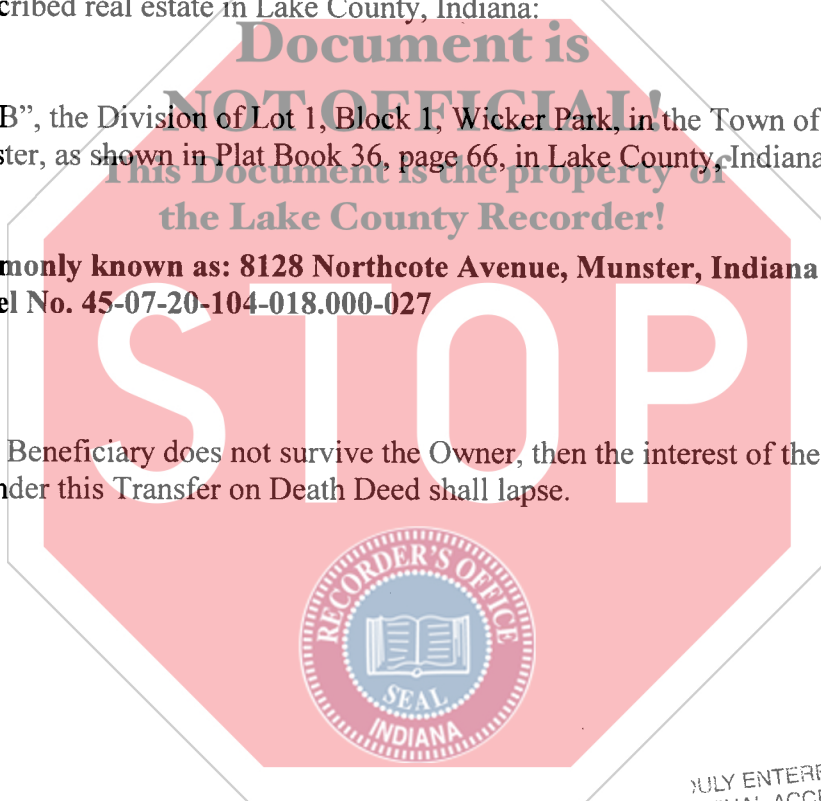 cribed real estate in Lake County, Indiana:
Document is
NOT OFFICIAL!
B”, the Division of Lot 1, Block 1, Wicker Park, in the Town of
ster, as shown in Plat Book 36, page 66, in Lake County, Indiana
This Document is the property of
the Lake County Recorder!
monly known as: 8128 Northcote Avenue, Munster, Indiana
el No. 45-07-20-104-018.000-027
STOP
Beneficiary does not survive the Owner, then the interest of the
nder this Transfer on Death Deed shall lapse.
RECORDER'S OFFICE
SEAL
INDIANA
DULY ENTERE